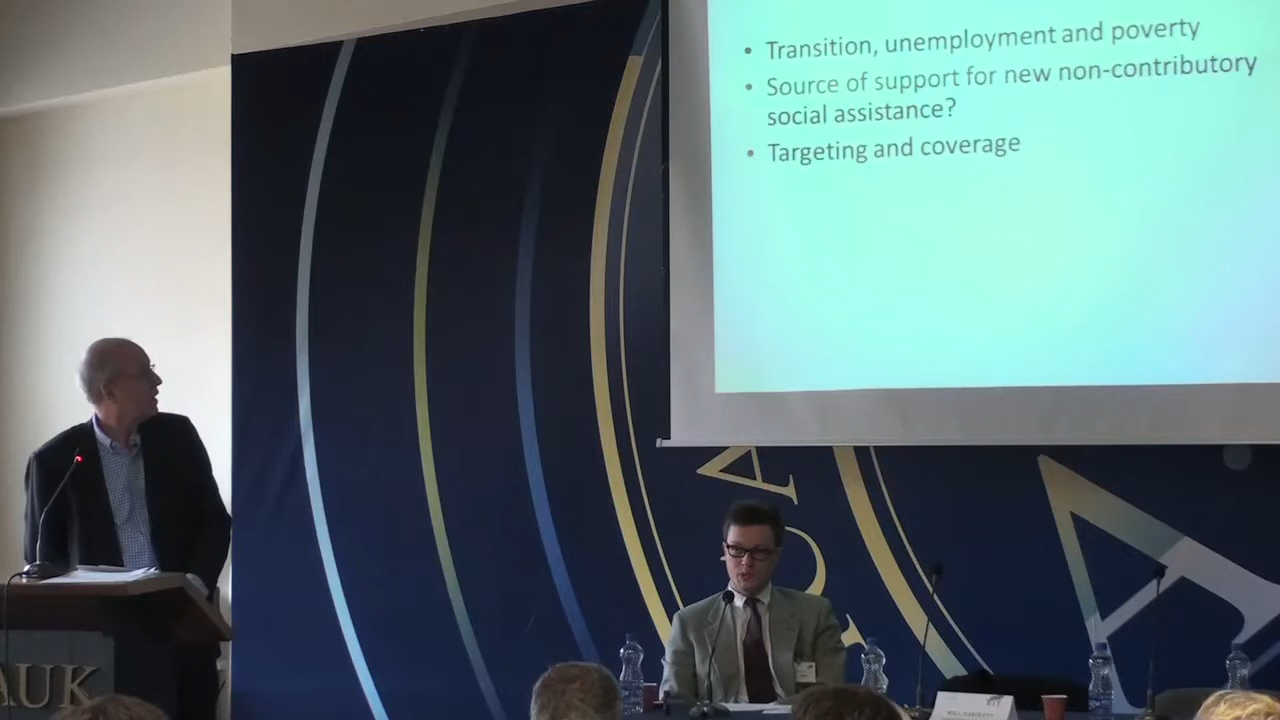 • Transition, unemployment and poverty
• Source of support for new non-contributory
social assistance?
• Targeting and coverage
AUK
A